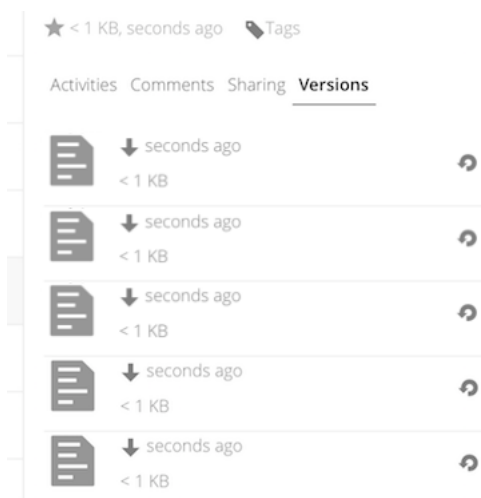 < 1 KB, seconds ago Tags
Activities Comments Sharing Versions
seconds ago
< 1 KB
seconds ago
< 1 KB
seconds ago
< 1 KB
seconds ago
< 1 KB
seconds ago
< 1 KB